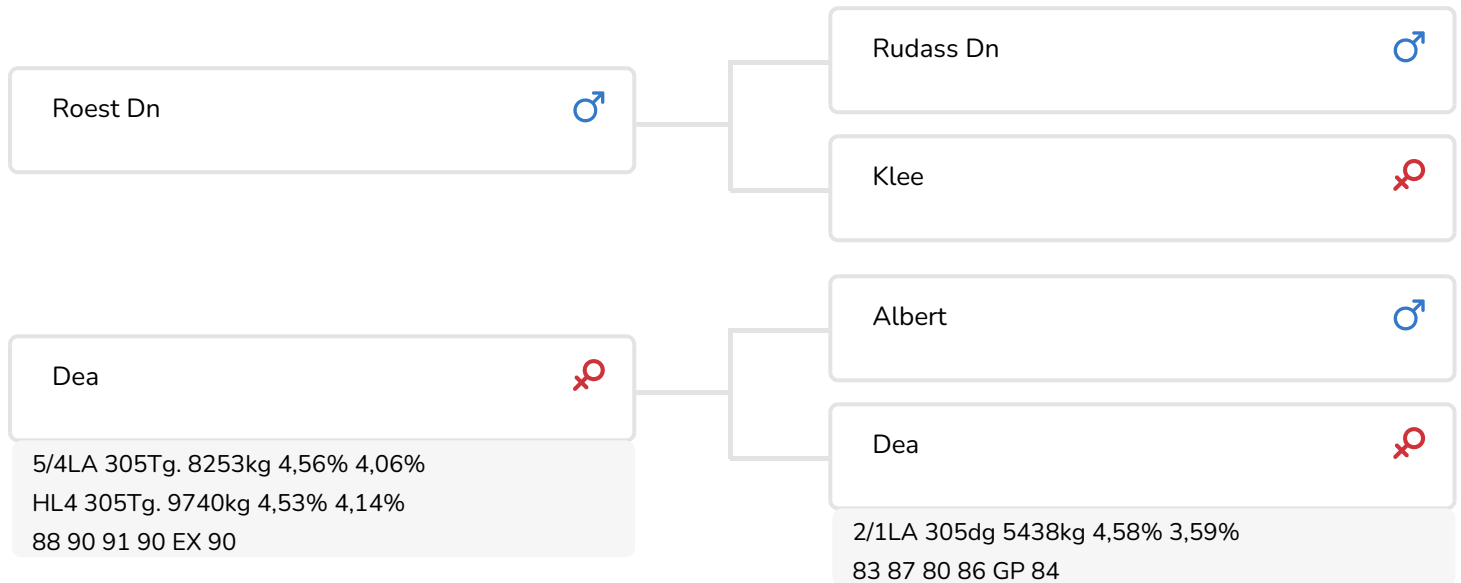 Roest Dn
Rudass Dn
Klee
Dea
5/4LA 305Tg. 8253kg 4,56% 4,06%
HL4 305Tg. 9740kg 4,53% 4,14%
88 90 91 90 EX 90
Albert
Dea
2/1LA 305dg 5438kg 4,58% 3,59%
83 87 80 86 GP 84